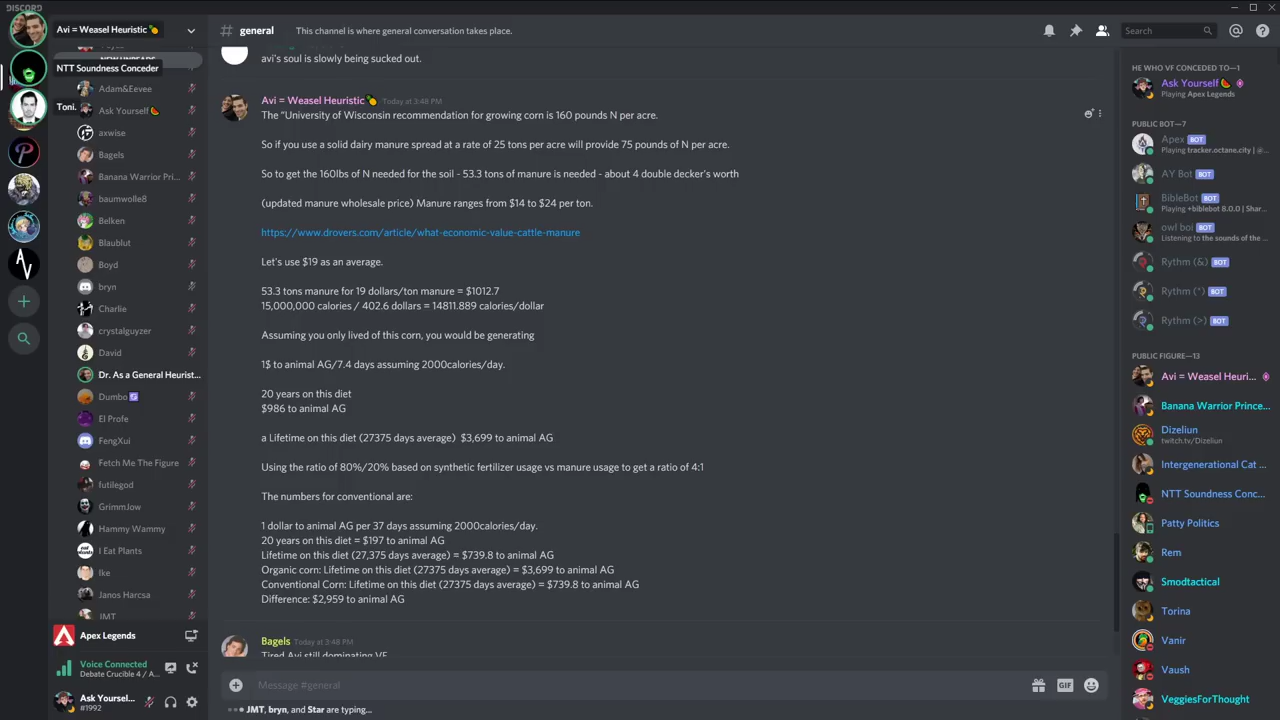 DISCORD
Avi = Weasel Heuristic
NTT Soundness Conceder
Toni.
Adam&Eevee
Ask Yourself
axwise
Bagels
Banana Warrior Pri...
baumwolle8
Belken
Blaublut
Boyd
bryn
Charlie
crystalguyzer
David
Dr. As a General Heurist...
Dumbo
El Profe
FengXui
Fetch Me The Figure
futilegod
GrimmJow
Hammy Wammy
I Eat Plants
Ike
Janos Harcsa
JMT
Apex Legends
Voice Connected
Debate Crucible 4 / A...
Ask Yoursel...
#1992
# general
This channel is where general conversation takes place.
Search
avi's soul is slowly being sucked out.
Avi = Weasel Heuristic Today at 3:48 PM
The "University of Wisconsin recommendation for growing corn is 160 pounds N per acre.
So if you use a solid dairy manure spread at a rate of 25 tons per acre will provide 75 pounds of N per acre.
So to get the 160lbs of N needed for the soil - 53.3 tons of manure is needed - about 4 double decker's worth
(updated manure wholesale price) Manure ranges from $14 to $24 per ton.
https://www.drovers.com/article/what-economic-value-cattle-manure
Let's use $19 as an average.
53.3 tons manure for 19 dollars/ton manure = $1012.7
15,000,000 calories / 402.6 dollars = 14811.889 calories/dollar
Assuming you only lived of this corn, you would be generating
1$ to animal AG/7.4 days assuming 2000calories/day.
20 years on this diet
$986 to animal AG
a Lifetime on this diet (27375 days average)  $3,699 to animal AG
Using the ratio of 80%/20% based on synthetic fertilizer usage vs manure usage to get a ratio of 4:1
The numbers for conventional are:
1 dollar to animal AG per 37 days assuming 2000calories/day.
20 years on this diet = $197 to animal AG
Lifetime on this diet (27,375 days average) = $739.8 to animal AG
Organic corn: Lifetime on this diet (27375 days average) = $3,699 to animal AG
Conventional Corn: Lifetime on this diet (27375 days average) = $739.8 to animal AG
Difference: $2,959 to animal AG
Bagels Today at 3:48 PM
Tired Avi still dominating VF
Message #general
GIF
JMT, bryn, and Star are typing...
HE WHO VF CONCEDED TO—1
Ask Yourself
Playing Apex Legends
PUBLIC BOT—7
Apex BOT
Playing tracker.octane.city | @...
AY Bot BOT
BibleBot BOT
Playing +biblebot 8.0.0 | Shar...
owl boi BOT
Listening to the sounds of the ...
Rythm (&) BOT
Rythm (*) BOT
Rythm (>) BOT
PUBLIC FIGURE—13
Avi = Weasel Heuri...
Banana Warrior Prince...
Dizeliun
twitch.tv/Dizeliun
Intergenerational Cat ...
NTT Soundness Conc...
Patty Politics
Rem
Smodtactical
Torina
Vanir
Vaush
VeggiesForThought